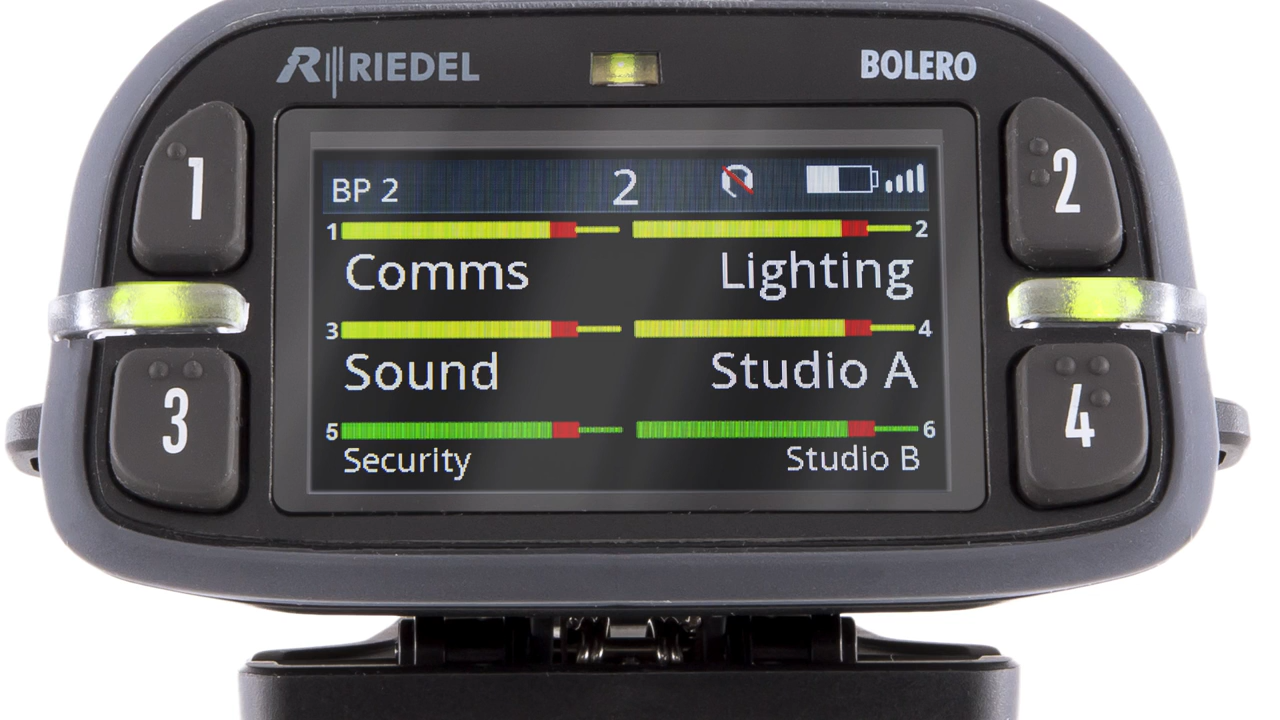 RIEDEL BOLERO
1 2
BP 2 2
1 2
Comms Lighting
3 4
Sound Studio A
3 4
5 6
Security Studio B